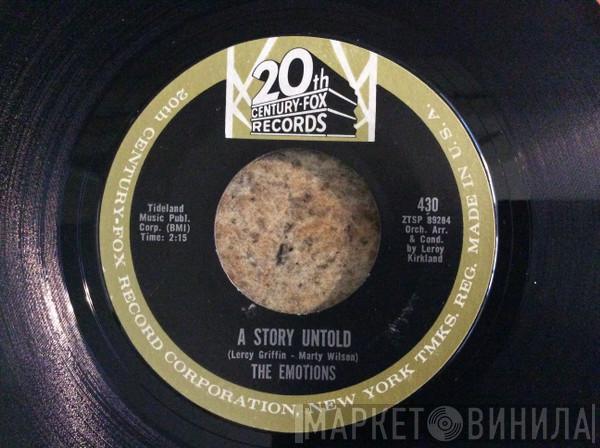 20th
CENTURY-FOX
RECORDS
Tideland
Music Publ.
Corp. (BMI)
Time: 2:15
430
ZTSP 89284
Orch. Arr.
& Cond.
by Leroy
Kirkland
A STORY UNTOLD
(Leroy Griffin - Marty Wilson)
THE EMOTIONS
20th CENTURY-FOX RECORD CORPORATION, NEW YORK TMKS. REG. MADE IN U.S.A.
МАРКЕТ ВИНИЛА